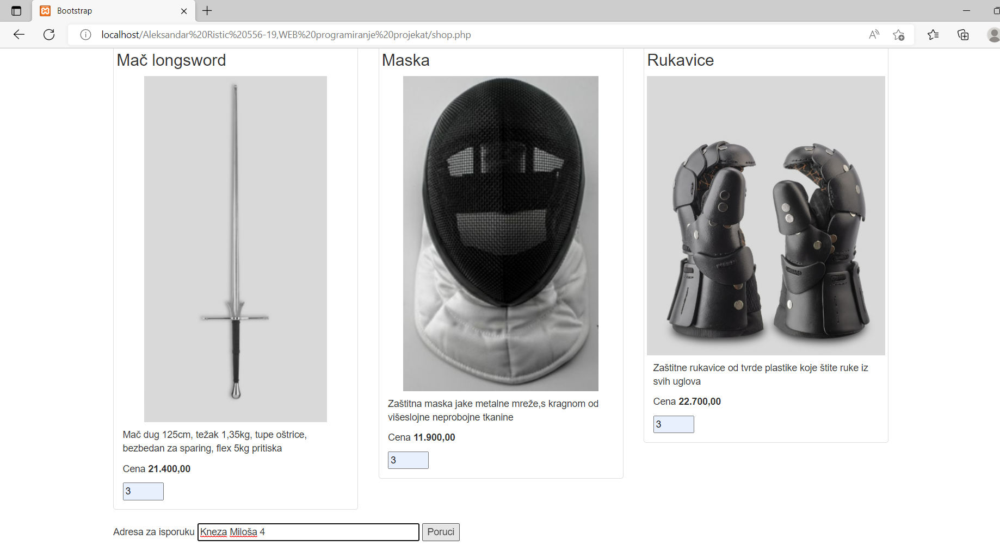 Bootstrap
localhost/Aleksandar%20Ristic%20556-19,WEB%20programiranje%20projekat/shop.php
Mač longsword
Mač dug 125cm, težak 1,35kg, tupe oštrice,
bezbedan za sparing, flex 5kg pritiska
Cena 21.400,00
3
Maska
Zaštitna maska jake metalne mreže,s kragnom od
višeslojne neprobojne tkanine
Cena 11.900,00
3
Rukavice
Zaštitne rukavice od tvrde plastike koje štite ruke iz
svih uglova
Cena 22.700,00
3
Adresa za isporuku Kneza Miloša 4 Poruci